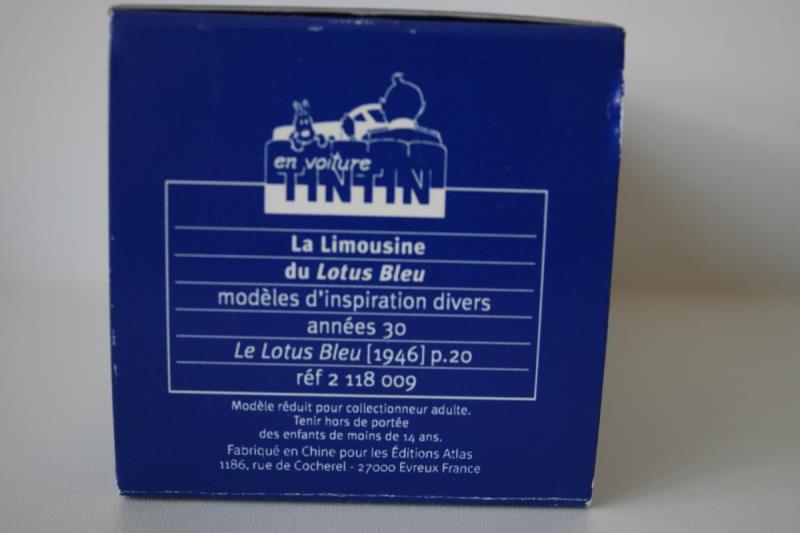 en voiture
TINTIN
La Limousine
du Lotus Bleu
modèles d'inspiration divers
années 30
Le Lotus Bleu [1946] p.20
réf 2 118 009
Modèle réduit pour collectionneur adulte.
Tenir hors de portée
des enfants de moins de 14 ans.
Fabriqué en Chine pour les Éditions Atlas
1186, rue de Cocherel - 27000 Evreux France